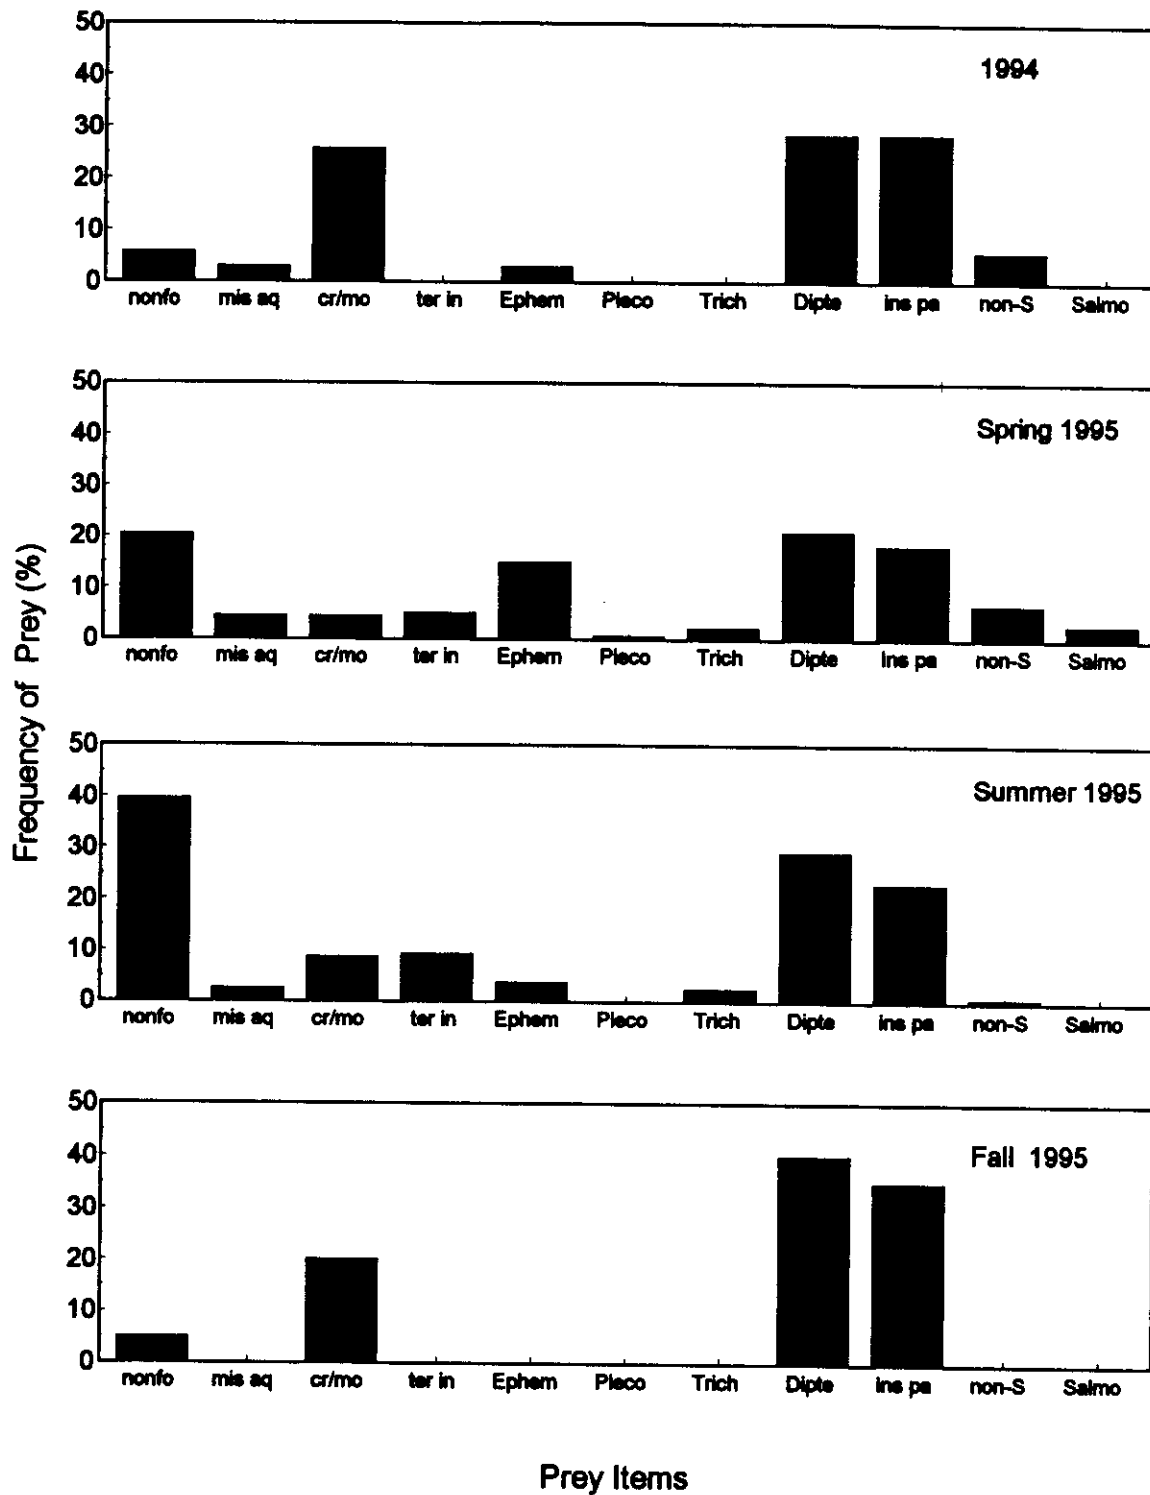 50
1994
40
30
20
10
0
nonfo mis aq cr/mo ter in Ephem Pleco Trich Dipte ins pa non-S Salmo
50
Spring 1995
40
30
20
10
0
nonfo mis aq cr/mo ter in Ephem Pleco Trich Dipte ins pa non-S Salmo
Frequency of Prey (%)
50
Summer 1995
40
30
20
10
0
nonfo mis aq cr/mo ter in Ephem Pleco Trich Dipte ins pa non-S Salmo
50
Fall 1995
40
30
20
10
0
nonfo mis aq cr/mo ter in Ephem Pleco Trich Dipte ins pa non-S Salmo
Prey Items